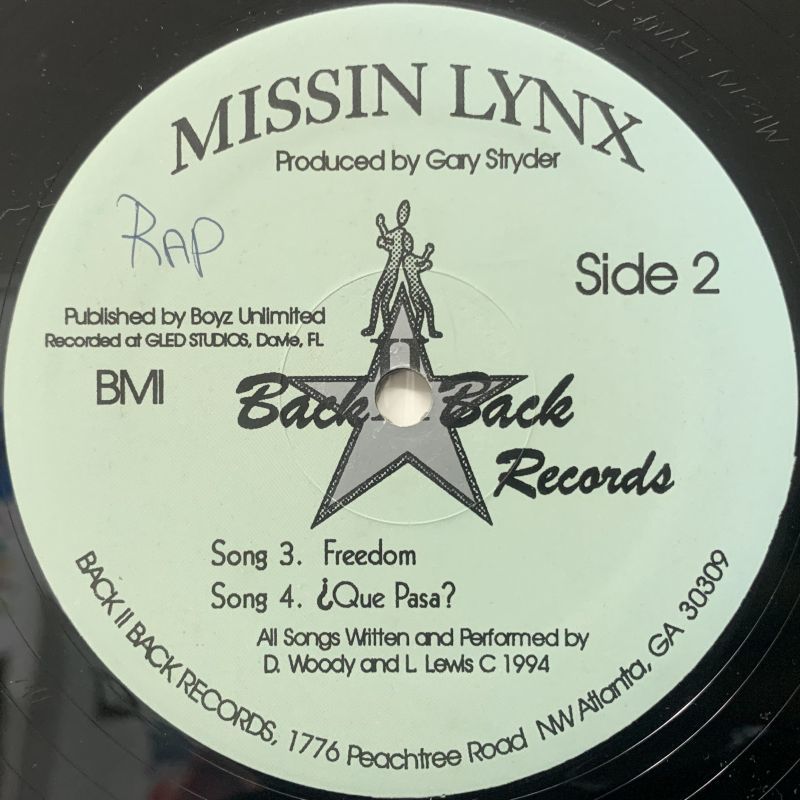 MISSIN LYNX
Produced by Gary Stryder
RAP
Side 2
Published by Boyz Unlimited
Recorded at GLED STUDIOS, Davie, FL
BMI
Back II Back
Records
Song 3. Freedom
Song 4. ¿Que Pasa?
All Songs Written and Performed by
D. Woody and L. Lewis C 1994
BACK II BACK RECORDS, 1776 Peachtree Road NW Atlanta, GA 30309